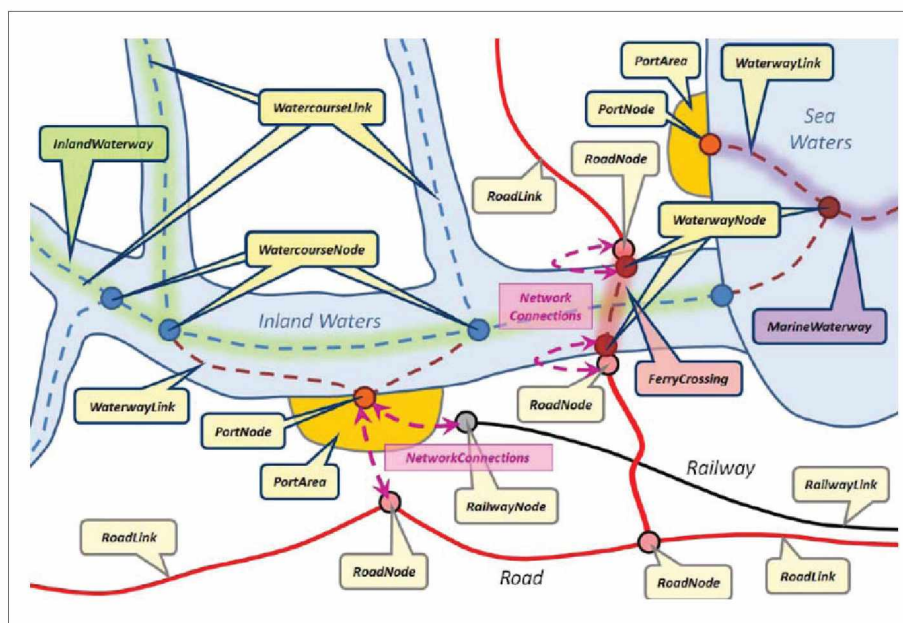 PortArea
WaterwayLink
WatercourseLink
PortNode
Sea
Waters
InlandWaterway
RoadNode
RoadLink
WaterwayNode
WatercourseNode
Network
Connections
Inland Waters
MarineWaterway
WaterwayLink
FerryCrossing
RoadNode
PortNode
NetworkConnections
Railway
PortArea
RailwayNode
RailwayLink
RoadLink
RoadNode
Road
RoadNode
RoadLink